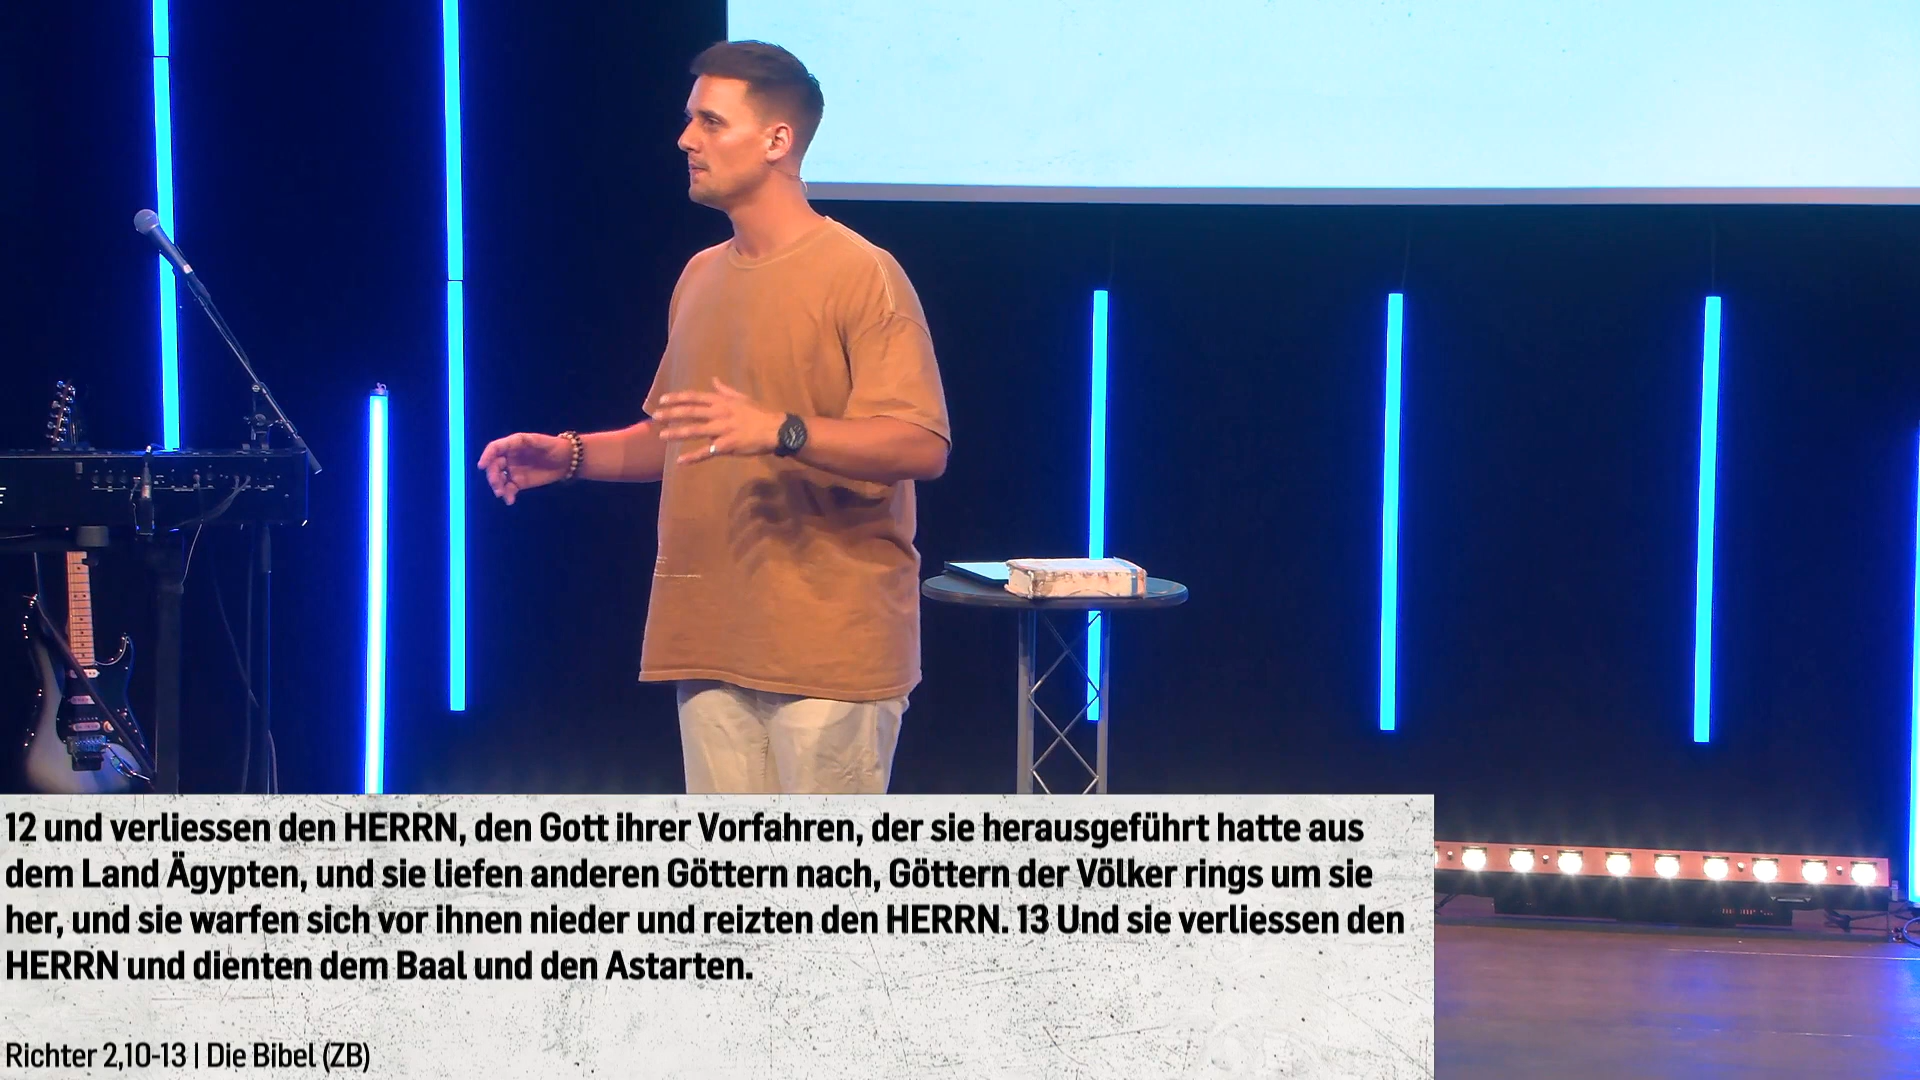 12 und verliessen den HERRN, den Gott ihrer Vorfahren, der sie herausgeführt hatte aus
dem Land Ägypten, und sie liefen anderen Göttern nach, Göttern der Völker rings um sie
her, und sie warfen sich vor ihnen nieder und reizten den HERRN. 13 Und sie verliessen den
HERRN und dienten dem Baal und den Astarten.
Richter 2,10-13 | Die Bibel (ZB)